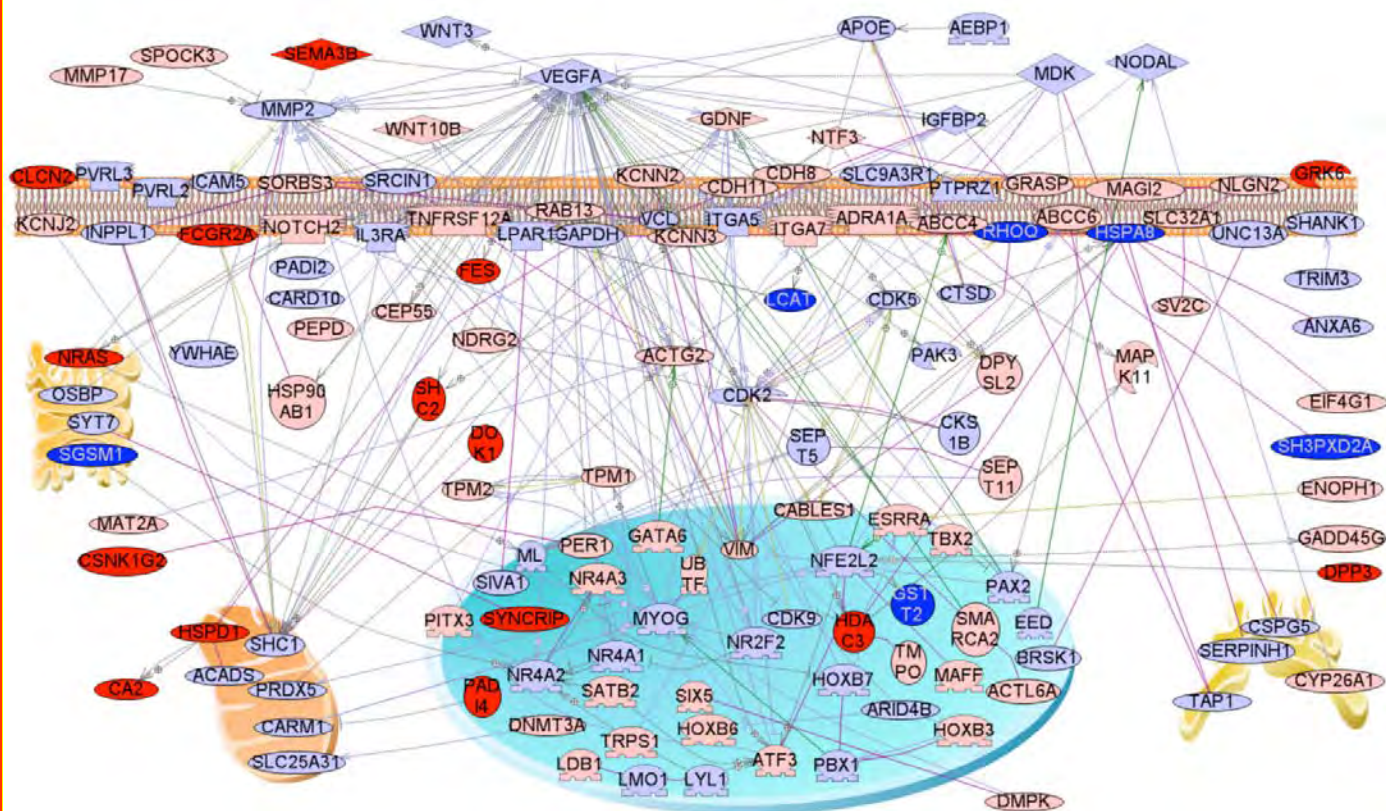 WNT3
APOE
AEBP1
SPOCK3
SEMA3B
MMP17
VEGFA
MDK
NODAL
MMP2
WNT10B
GDNF
NTF3
IGFBP2
CLCN2
PVRL3
PVRL2
ICAM5
SORBS3
SRCIN1
KCNN2
CDH11
CDH8
SLC9A3R1
PTPRZ1
GRASP
MAGI2
NLGN2
GRK6
KCNJ2
INPPL1
FCGR2A
NOTCH2
IL3RA
TNFRSF12A
LPAR1
RAB13
GAPDH
VCL
KCNN3
ITGA5
ITGA7
ADRA1A
ABCC4
RHOQ
ABCC6
HSPA8
SLC32A1
UNC13A
SHANK1
PADI2
CARD10
PEPD
CEP55
FES
NDRG2
LCAT
CDK5
CTSD
SV2C
TRIM3
ANXA6
NRAS
YWHAE
OSBP
SYT7
SGSM1
HSP90
AB1
SH
C2
ACTG2
PAK3
DPY
SL2
MAP
K11
CDK2
DO
K1
SEP
T5
CKS
1B
EIF4G1
SH3PXD2A
TPM2
TPM1
SEP
T11
ENOPH1
MAT2A
CABLES1
CSNK1G2
ML
PER1
GATA6
VIM
ESRRA
TBX2
GADD45G
SIVA1
NR4A3
UB
TF
NFE2L2
PAX2
DPP3
GS
T2
PITX3
SYNCRIP
MYOG
CDK9
HDA
C3
SMA
RCA2
EED
HSPD1
SHC1
NR2F2
TM
PO
CSPG5
SERPINH1
ACADS
PRDX5
NR4A2
NR4A1
HOXB7
MAFF
BRSK1
CA2
PAD
I4
SATB2
SIX5
ACTL6A
CYP26A1
CARM1
DNMT3A
HOXB6
ARID4B
TAP1
SLC25A31
TRPS1
HOXB3
LDB1
LMO1
LYL1
ATF3
PBX1
DMPK